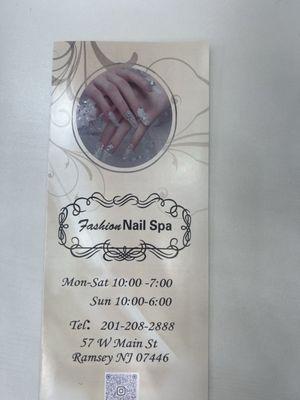 Fashion Nail Spa
Mon-Sat 10:00 -7:00
Sun 10:00-6:00
Tel: 201-208-2888
57 W Main St
Ramsey NJ 07446